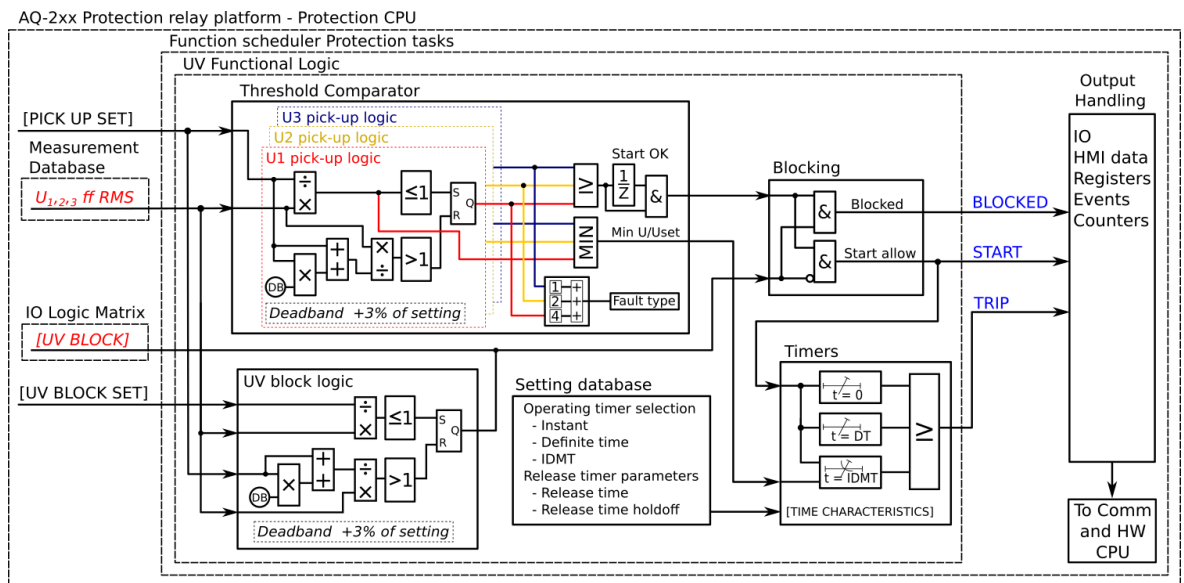 AQ-2xx Protection relay platform - Protection CPU
Function scheduler Protection tasks
UV Functional Logic
Threshold Comparator
[PICK UP SET]
Measurement
Database
U1,2,3 ff RMS
U3 pick-up logic
U2 pick-up logic
U1 pick-up logic
÷
×
≤1
S
R
Q
DB
×
+
+
×
÷
>1
Deadband +3% of setting
≥
Start OK
1
Z
&
MIN
Min U/Uset
1 +
2 +
4 +
Fault type
Blocking
&
Blocked
&
Start allow
BLOCKED
START
TRIP
Output
Handling
IO
HMI data
Registers
Events
Counters
To Comm
and HW
CPU
IO Logic Matrix
[UV BLOCK]
[UV BLOCK SET]
UV block logic
÷
×
≤1
S
R
Q
DB
×
+
+
÷
×
>1
Deadband +3% of setting
Setting database
Operating timer selection
- Instant
- Definite time
- IDMT
Release timer parameters
- Release time
- Release time holdoff
Timers
t = 0
t = DT
t = IDMT
≥
[TIME CHARACTERISTICS]